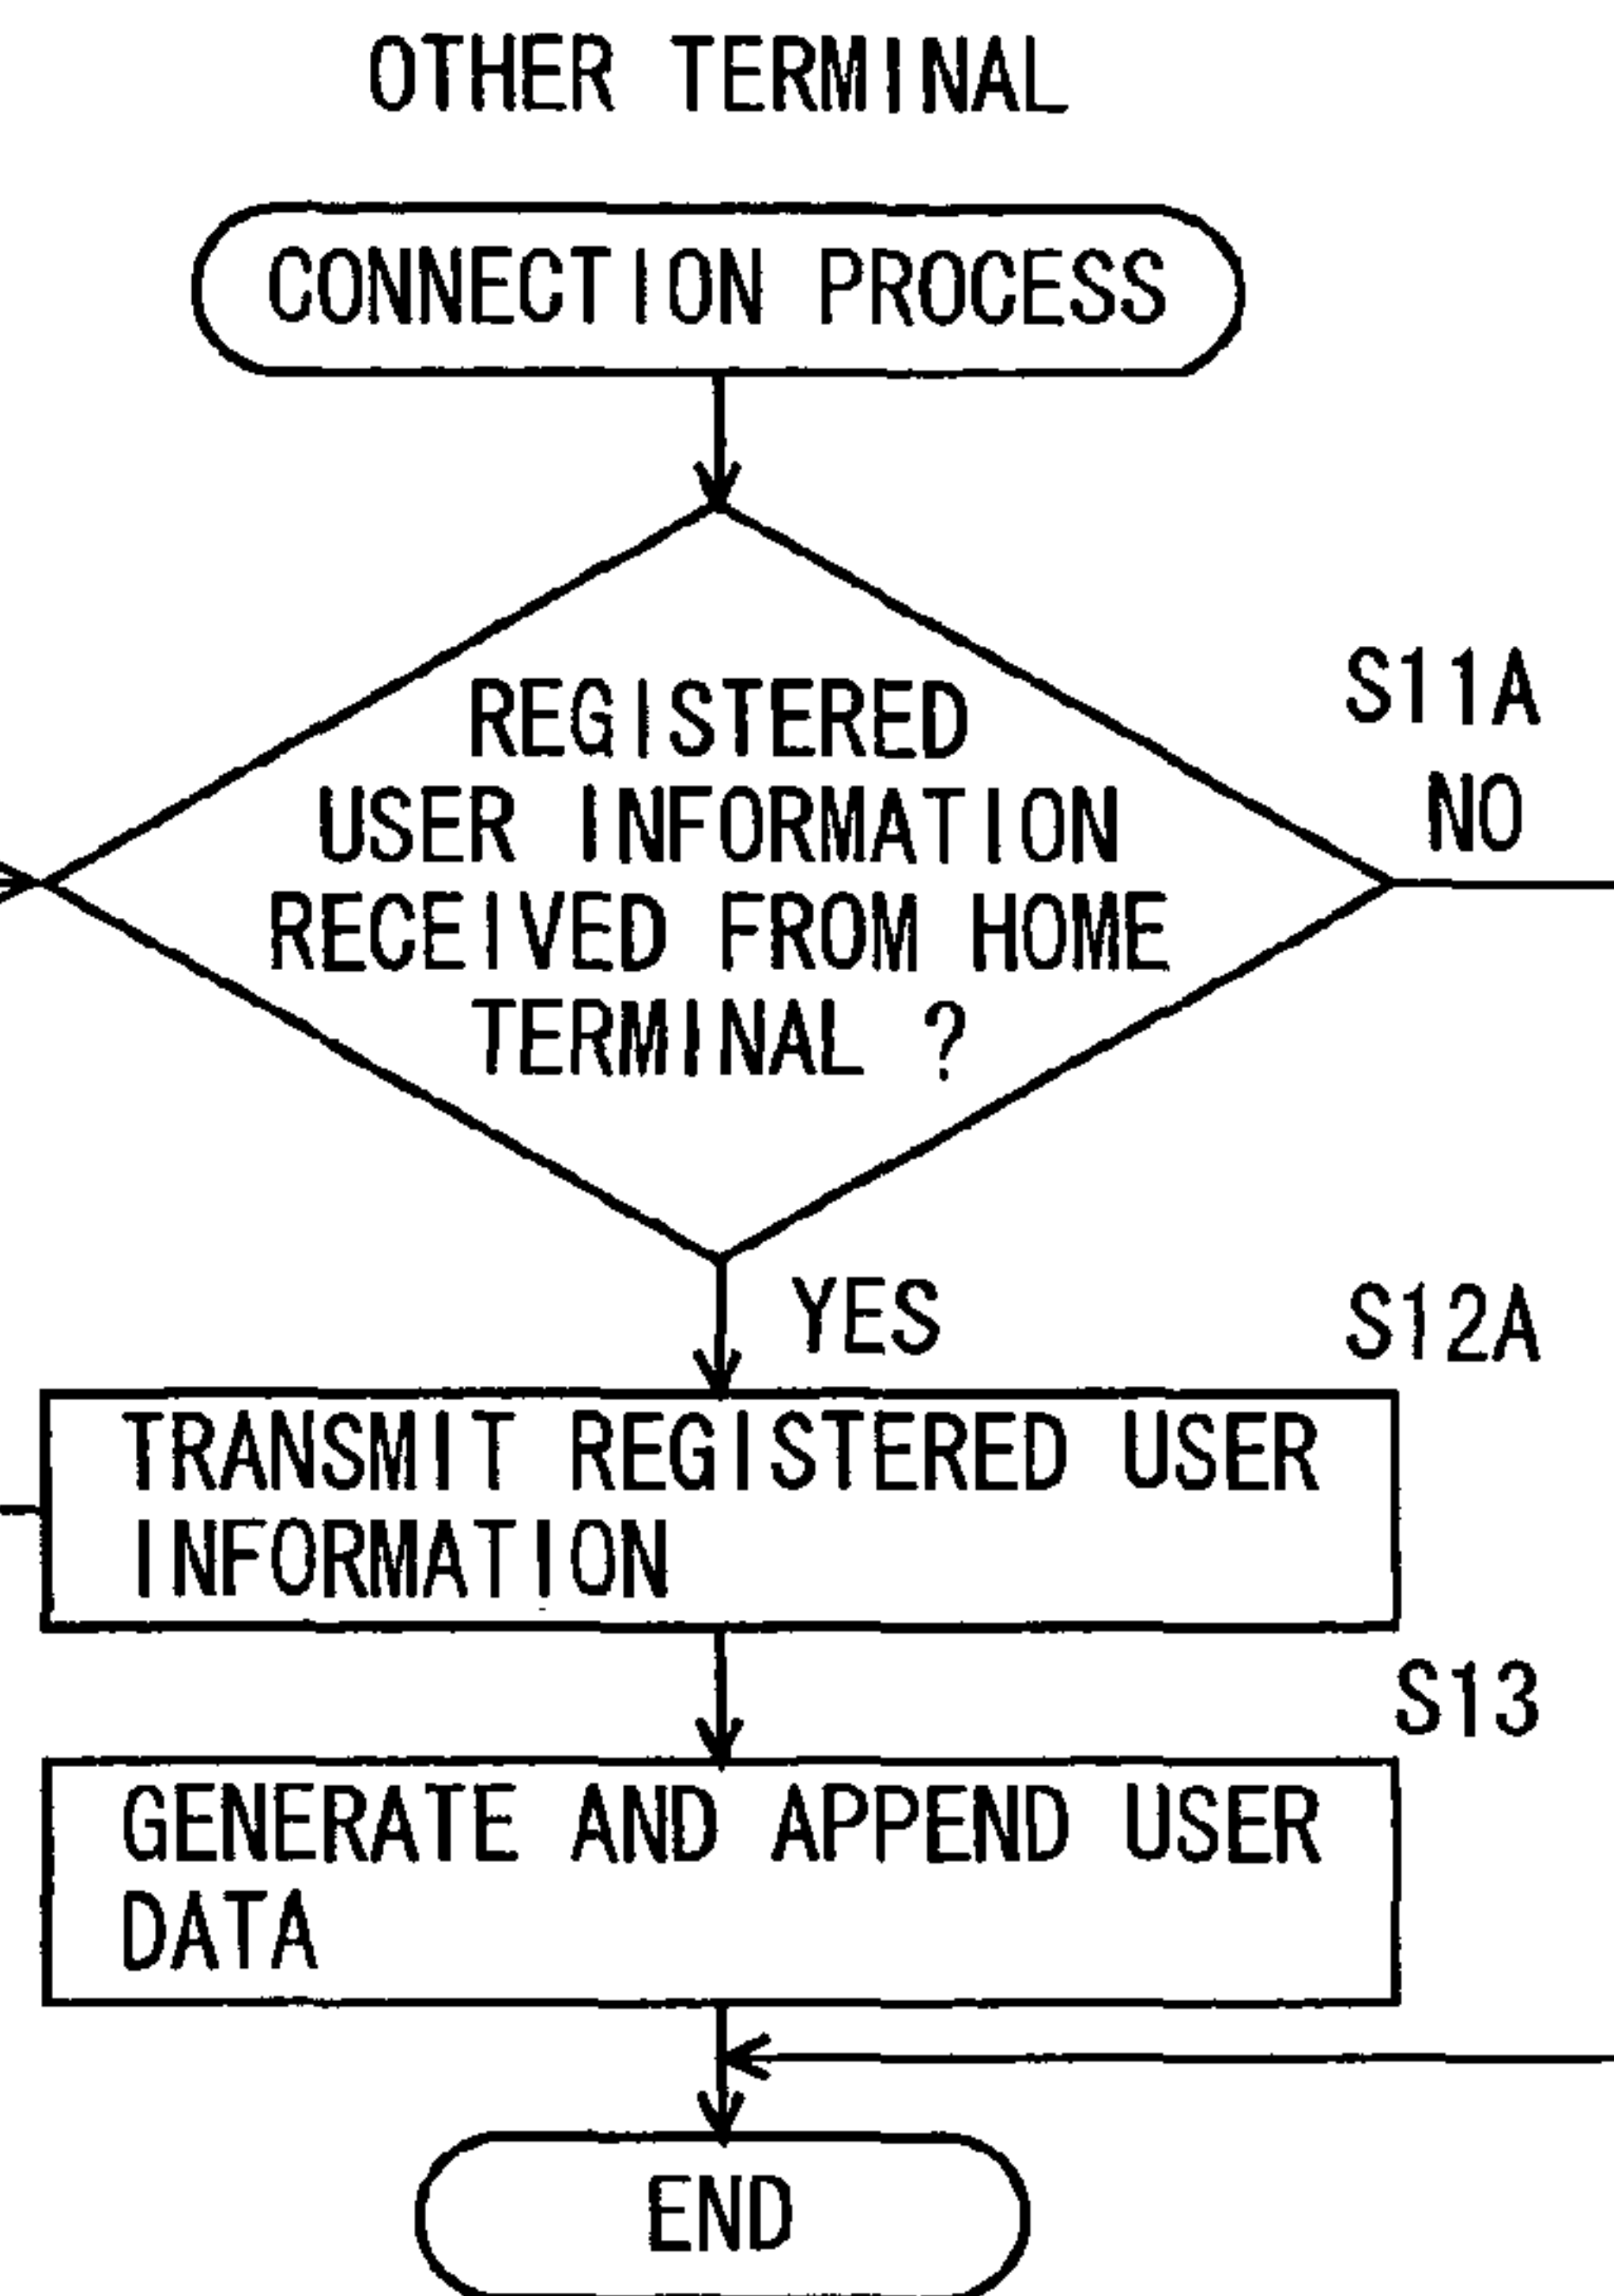 OTHER TERMINAL
CONNECTION PROCESS
REGISTERED
USER INFORMATION
RECEIVED FROM HOME
TERMINAL ?
S11A
NO
YES
S12A
TRANSMIT REGISTERED USER
INFORMATION
S13
GENERATE AND APPEND USER
DATA
END